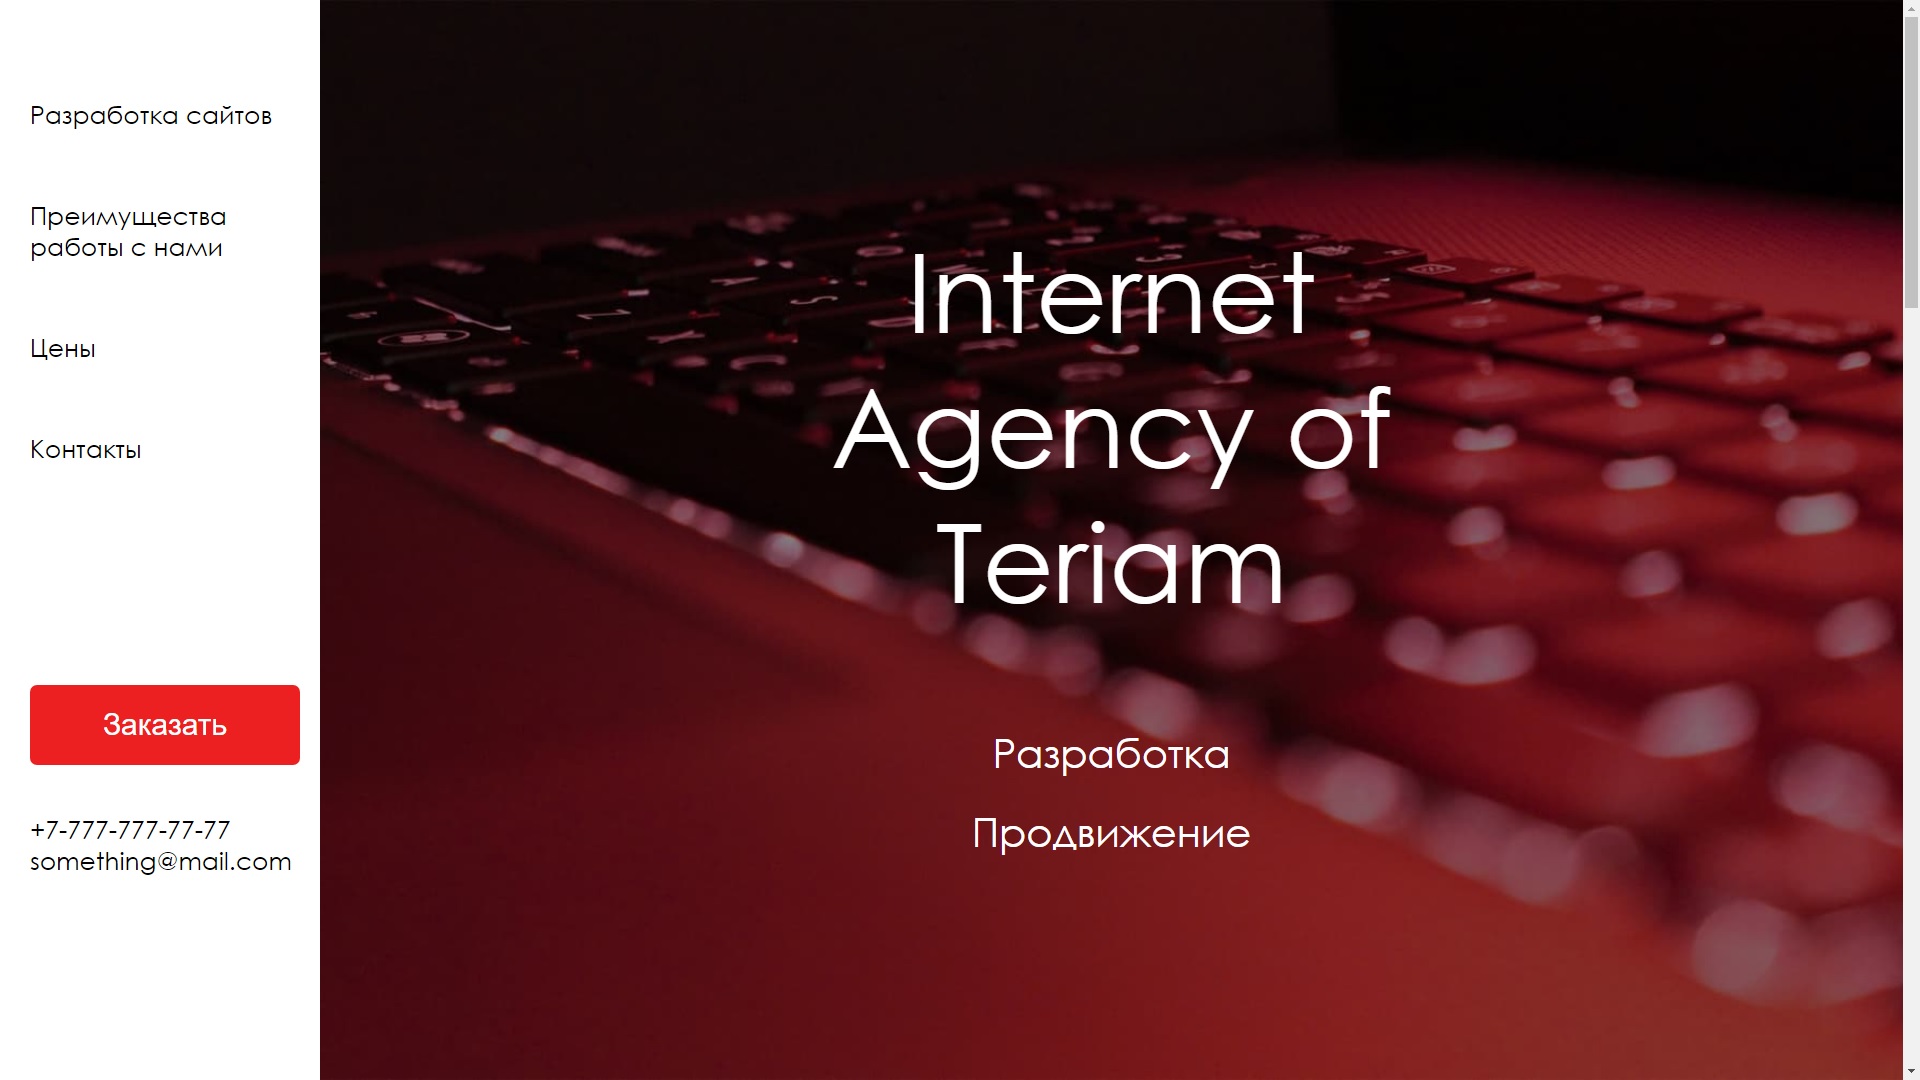 Разработка сайтов
Преимущества
работы с нами
Цены
Контакты
Заказать
+7-777-777-77-77
something@mail.com
Internet
Agency of
Teriam
Разработка
Продвижение